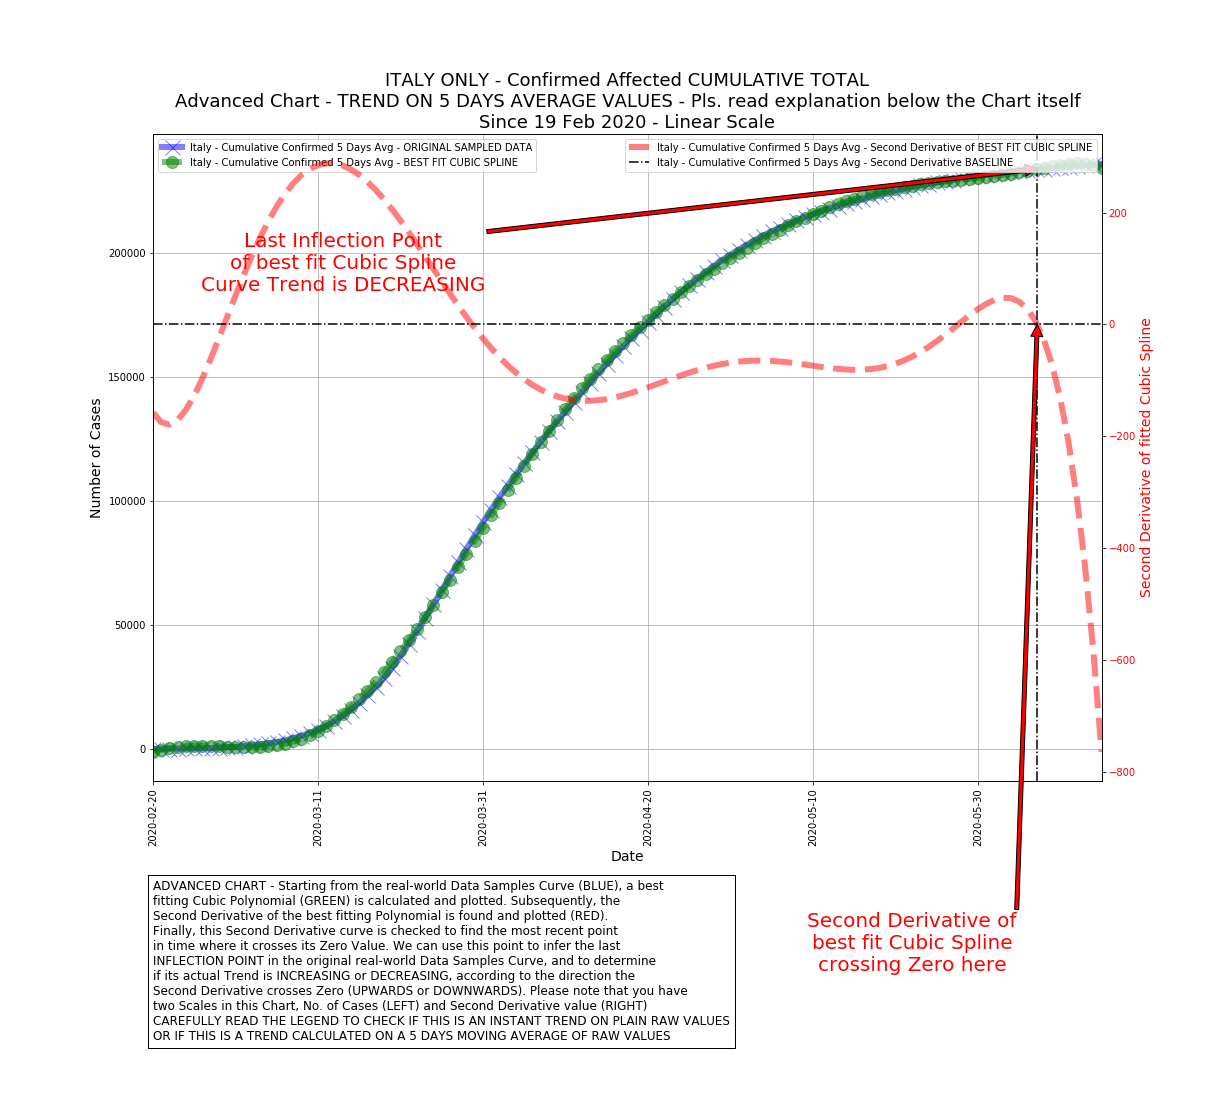 ITALY ONLY - Confirmed Affected CUMULATIVE TOTAL
Advanced Chart - TREND ON 5 DAYS AVERAGE VALUES - Pls. read explanation below the Chart itself
Since 19 Feb 2020 - Linear Scale
Italy - Cumulative Confirmed 5 Days Avg - ORIGINAL SAMPLED DATA
Italy - Cumulative Confirmed 5 Days Avg - BEST FIT CUBIC SPLINE
Italy - Cumulative Confirmed 5 Days Avg - Second Derivative of BEST FIT CUBIC SPLINE
Italy - Cumulative Confirmed 5 Days Avg - Second Derivative BASELINE
Last Inflection Point
of best fit Cubic Spline
Curve Trend is DECREASING
Number of Cases
200000
150000
100000
50000
0
200
0
−200
−400
−600
−800
Second Derivative of fitted Cubic Spline
2020-02-20
2020-03-11
2020-03-31
2020-04-20
2020-05-10
2020-05-30
Date
ADVANCED CHART - Starting from the real-world Data Samples Curve (BLUE), a best
fitting Cubic Polynomial (GREEN) is calculated and plotted. Subsequently, the
Second Derivative of the best fitting Polynomial is found and plotted (RED).
Finally, this Second Derivative curve is checked to find the most recent point
in time where it crosses its Zero Value. We can use this point to infer the last
INFLECTION POINT in the original real-world Data Samples Curve, and to determine
if its actual Trend is INCREASING or DECREASING, according to the direction the
Second Derivative crosses Zero (UPWARDS or DOWNWARDS). Please note that you have
two Scales in this Chart, No. of Cases (LEFT) and Second Derivative value (RIGHT)
CAREFULLY READ THE LEGEND TO CHECK IF THIS IS AN INSTANT TREND ON PLAIN RAW VALUES
OR IF THIS IS A TREND CALCULATED ON A 5 DAYS MOVING AVERAGE OF RAW VALUES
Second Derivative of
best fit Cubic Spline
crossing Zero here